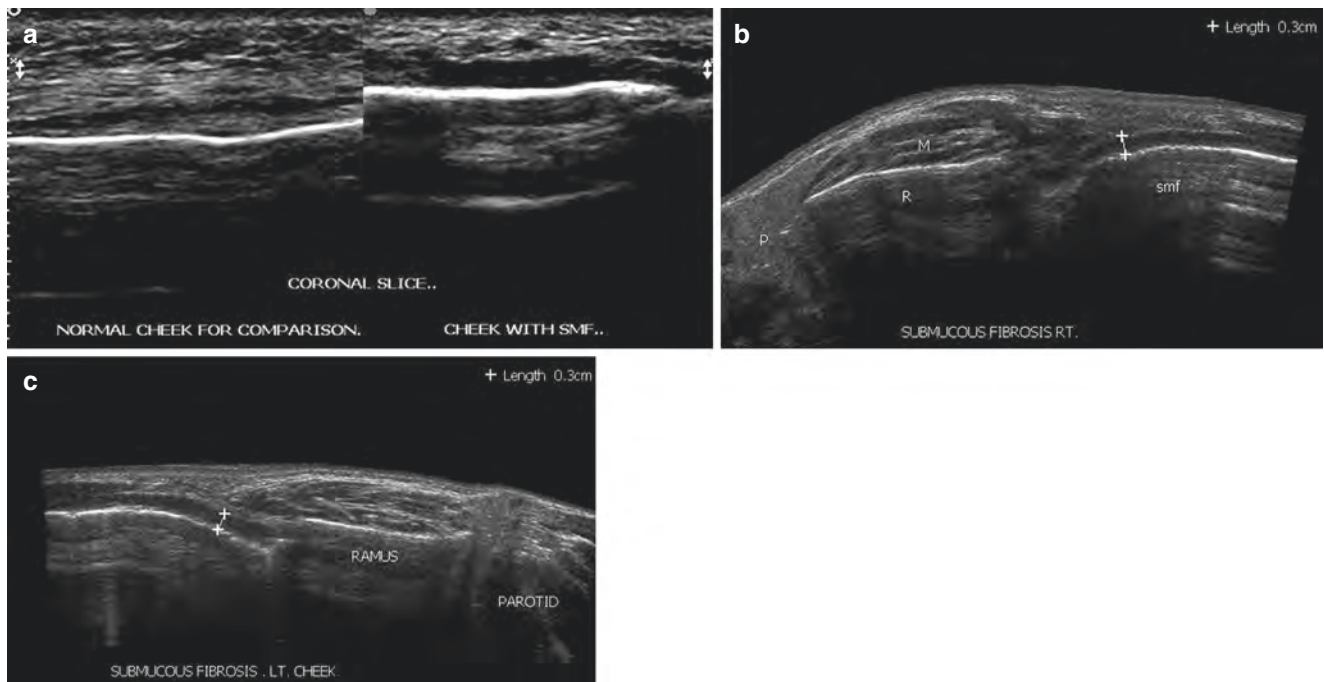 a
CORONAL SLICE..
NORMAL CHEEK FOR COMPARISON.
CHEEK WITH SMF..
b
+ Length 0.3cm
M
R
P
smf
SUBMUCOUS FIBROSIS RT.
c
+ Length 0.3cm
RAMUS
PAROTID
SUBMUCOUS FIBROSIS . LT. CHEEK